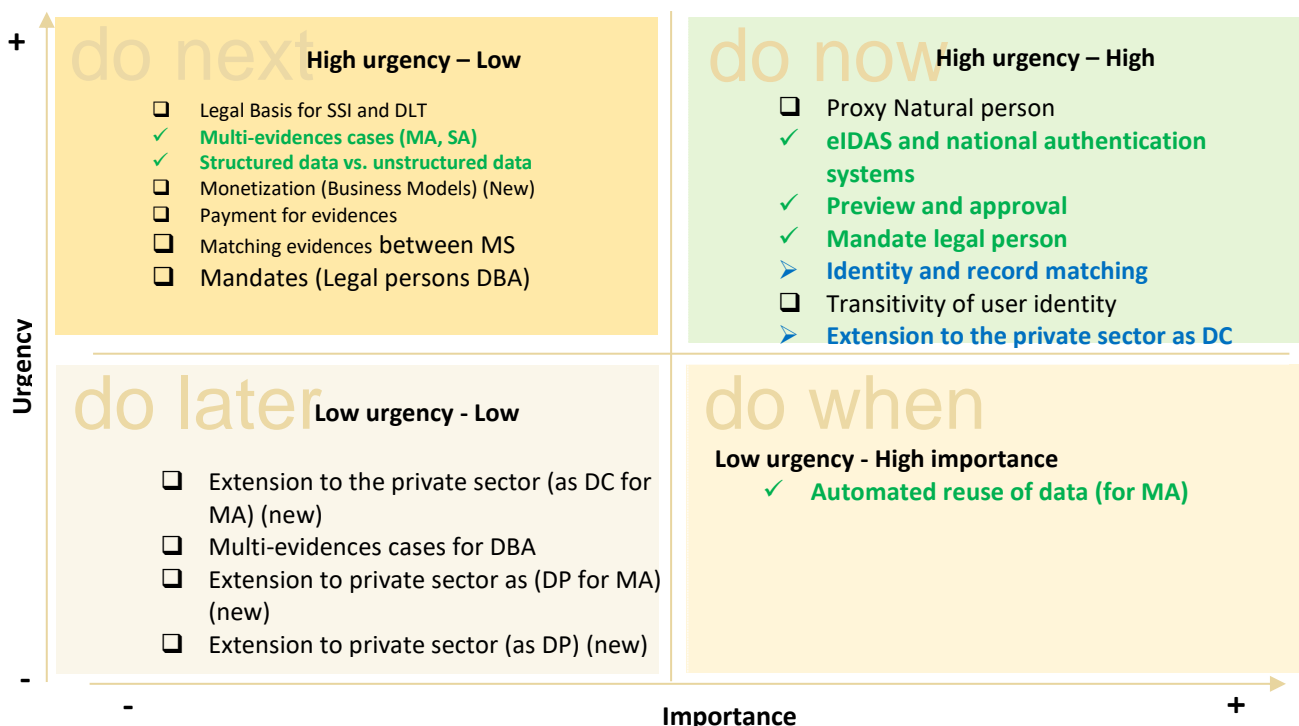 +
do next
High urgency – Low
❑ Legal Basis for SSI and DLT
✓ Multi-evidences cases (MA, SA)
✓ Structured data vs. unstructured data
❑ Monetization (Business Models) (New)
❑ Payment for evidences
❑ Matching evidences between MS
❑ Mandates (Legal persons DBA)
do now
High urgency – High
❑ Proxy Natural person
✓ eIDAS and national authentication
systems
✓ Preview and approval
✓ Mandate legal person
➢ Identity and record matching
❑ Transitivity of user identity
➢ Extension to the private sector as DC
Urgency
do later
Low urgency - Low
❑ Extension to the private sector (as DC for
MA) (new)
❑ Multi-evidences cases for DBA
❑ Extension to private sector as (DP for MA)
(new)
❑ Extension to private sector (as DP) (new)
do when
Low urgency - High importance
✓ Automated reuse of data (for MA)
-
-
Importance
+